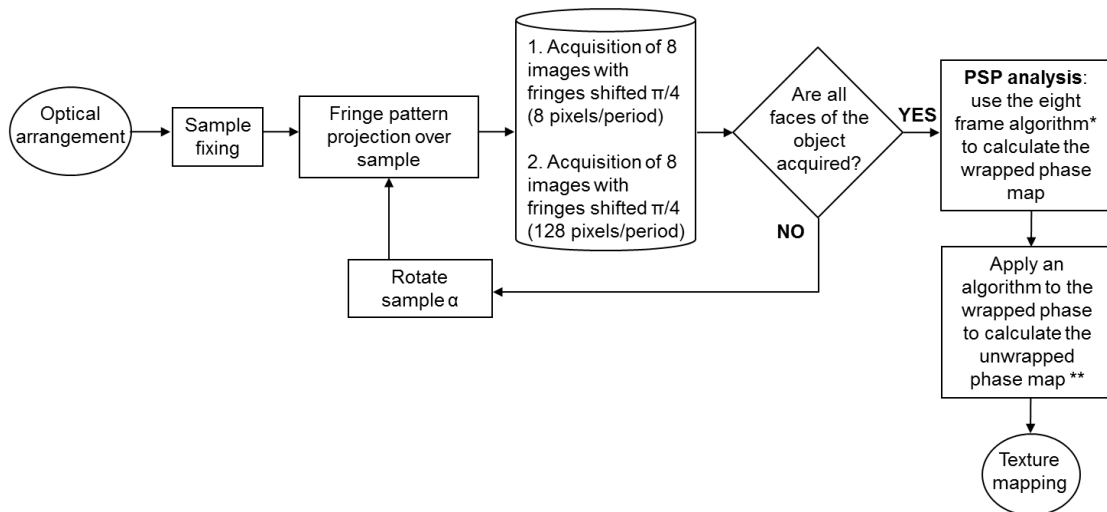 Optical
arrangement
Sample
fixing
Fringe pattern
projection over
sample
1. Acquisition of 8
images with
fringes shifted π/4
(8 pixels/period)
2. Acquisition of 8
images with
fringes shifted π/4
(128 pixels/period)
Are all
faces of the
object
acquired?
YES
NO
Rotate
sample α
PSP analysis:
use the eight
frame algorithm*
to calculate the
wrapped phase
map
Apply an
algorithm to the
wrapped phase
to calculate the
unwrapped
phase map **
Texture
mapping